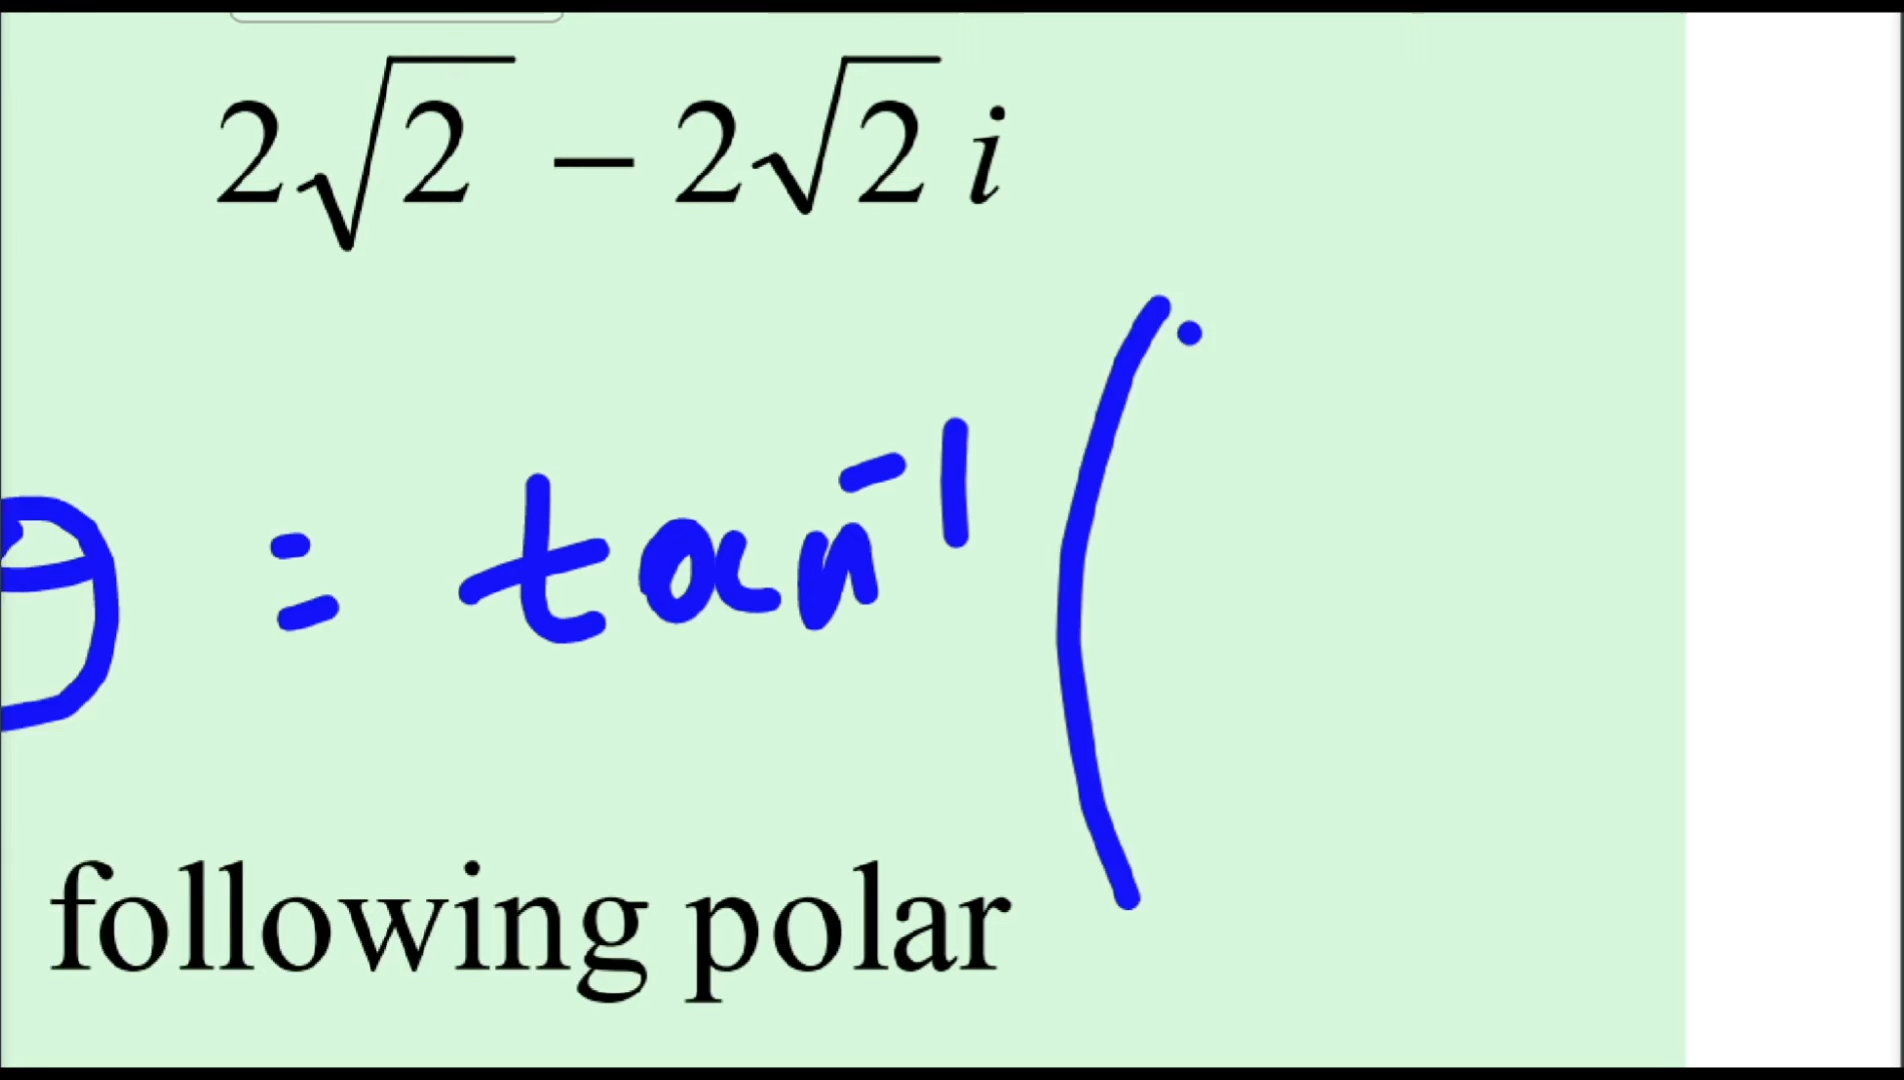 2√2 − 2√2 i
θ = tan⁻¹ (
following polar